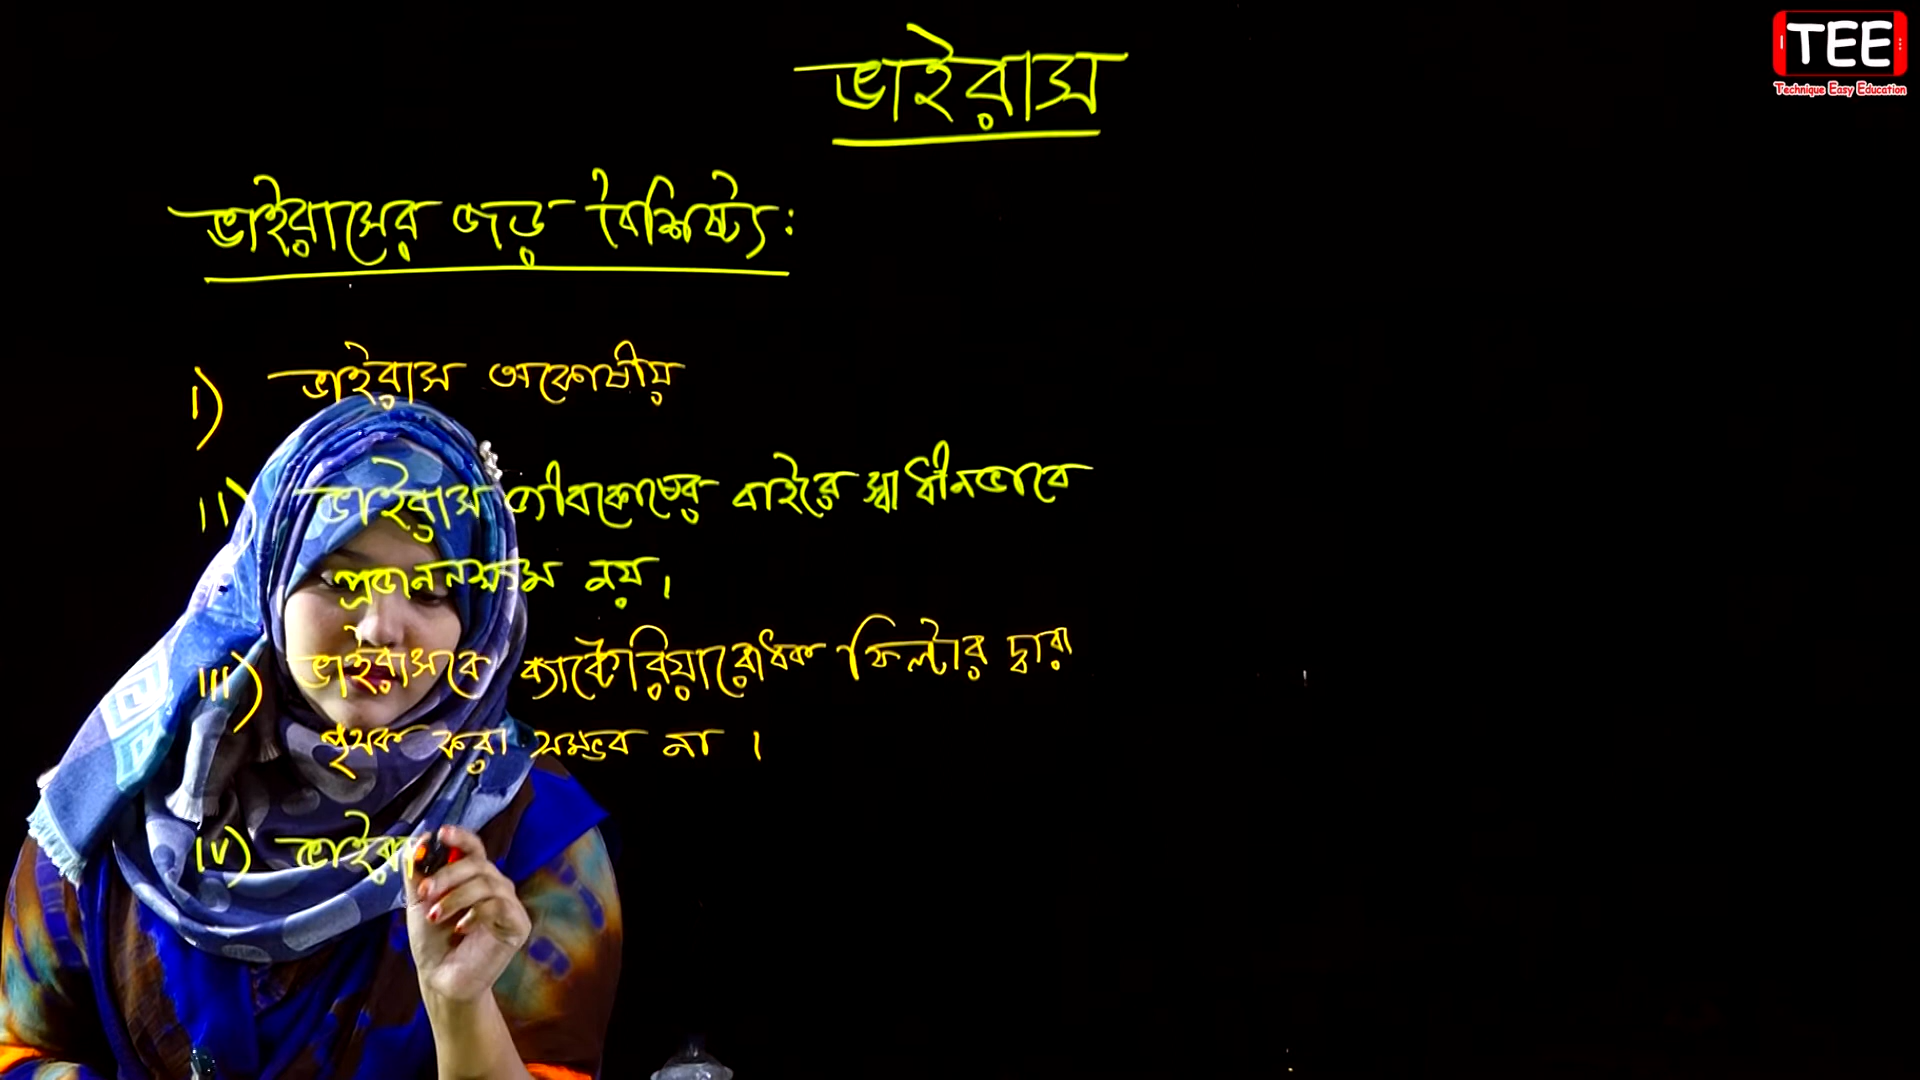 TEE
Technique Easy Education
ভাইরাস
ভাইরাসের জড় বৈশিষ্ট্য:
i) ভাইরাস অকোষীয়
ii) ভাইরাস জীবকোষের বাইরে স্বাধীনভাবে
প্রজননক্ষম নয়।
iii) ভাইরাসকে ব্যাকটেরিয়ারোধক ফিল্টার দ্বারা
পৃথক করা সম্ভব না।
iv) ভাইরা